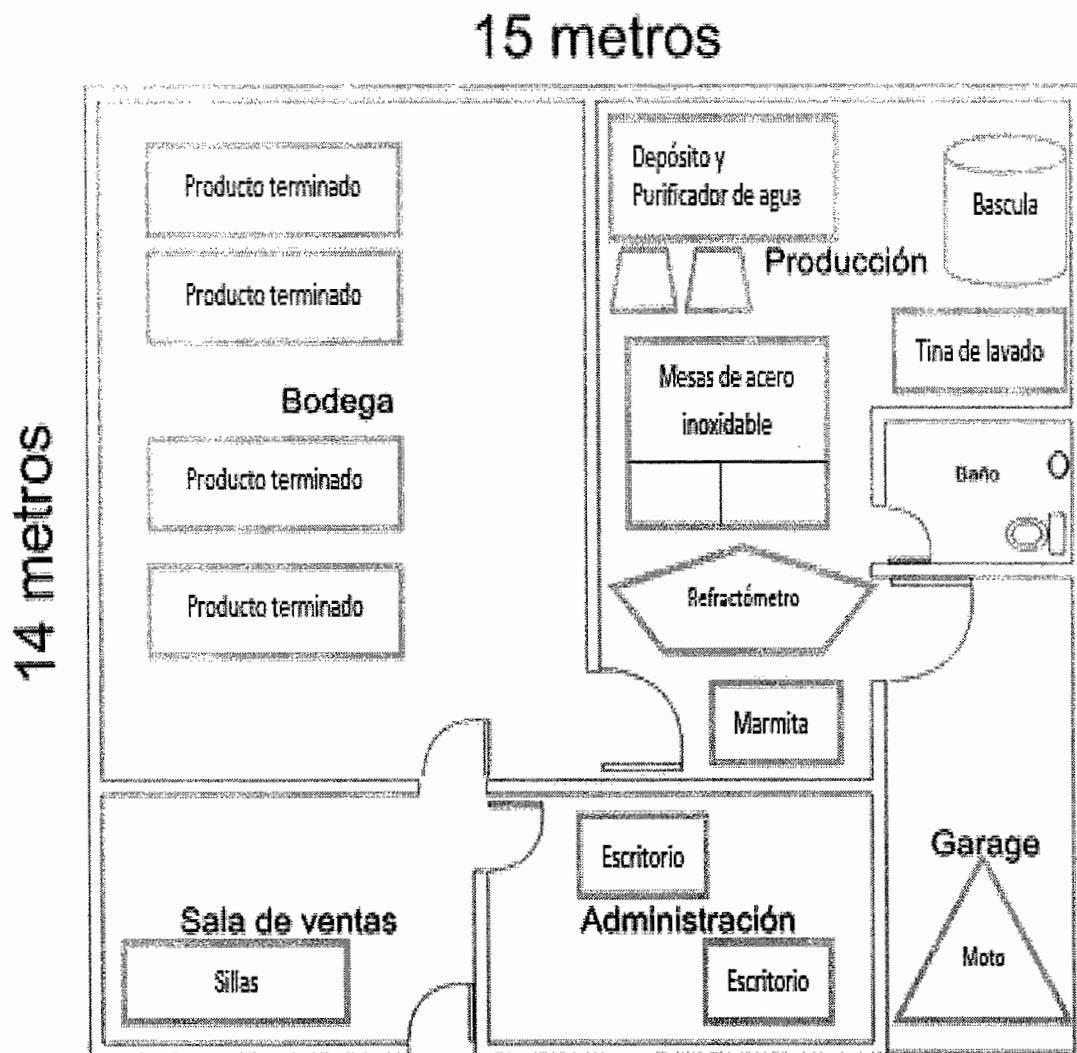 15 metros
14 metros
Producto terminado
Producto terminado
Bodega
Producto terminado
Producto terminado
Depósito y
Purificador de agua
Bascula
Producción
Tina de lavado
Mesas de acero
inoxidable
Baño
Refractómetro
Marmita
Sala de ventas
Sillas
Escritorio
Administración
Escritorio
Garage
Moto